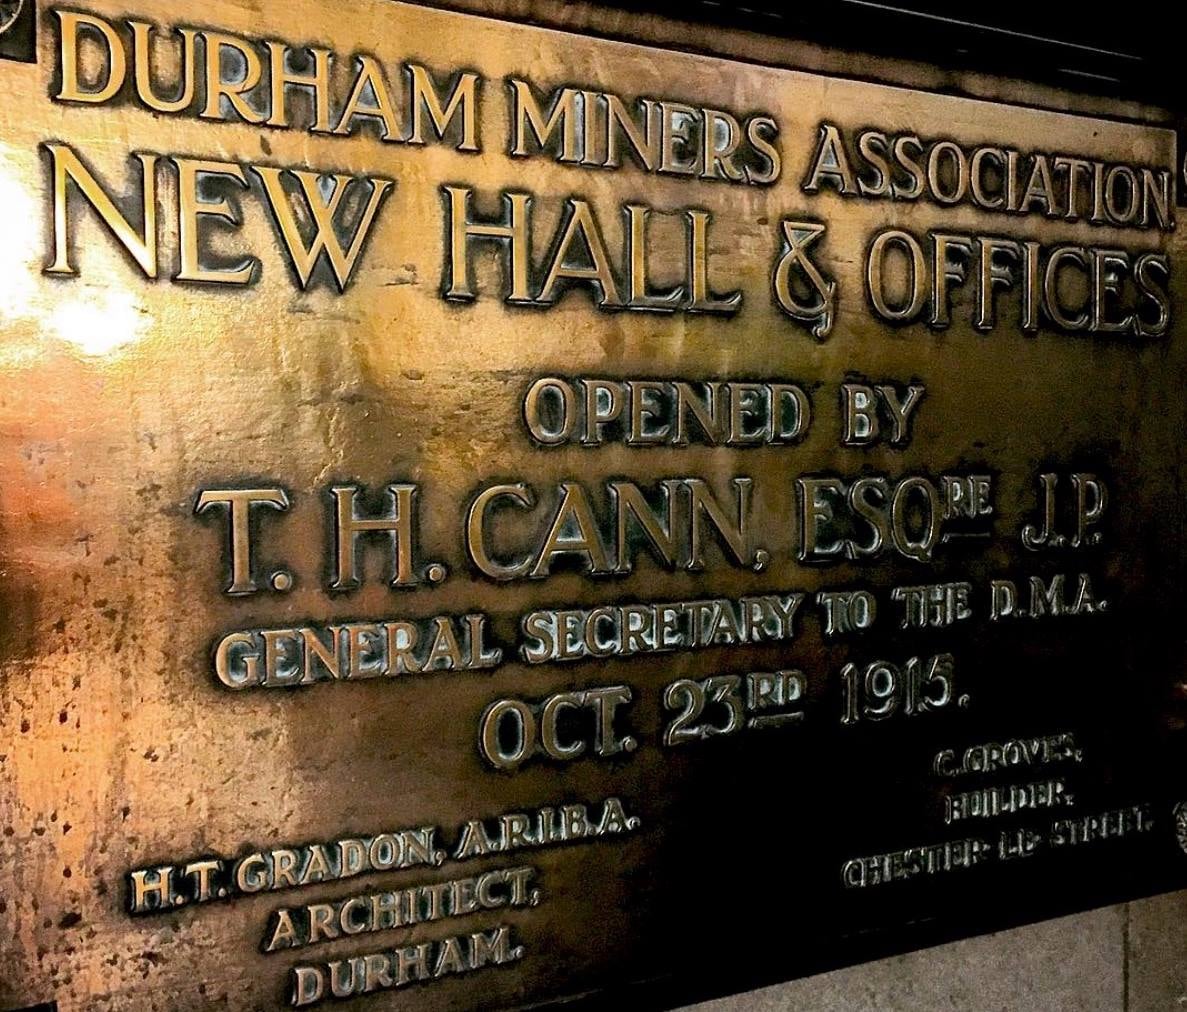 DURHAM MINERS ASSOCIATION.
NEW HALL & OFFICES
OPENED BY
T. H. CANN, ESQRE J.P.
GENERAL SECRETARY TO THE D.M.A.
OCT. 23RD 1915.
H.T. GRADON, A.R.I.B.A.
ARCHITECT,
DURHAM.
C. GROVES,
BUILDER,
CHESTER-LE-STREET.